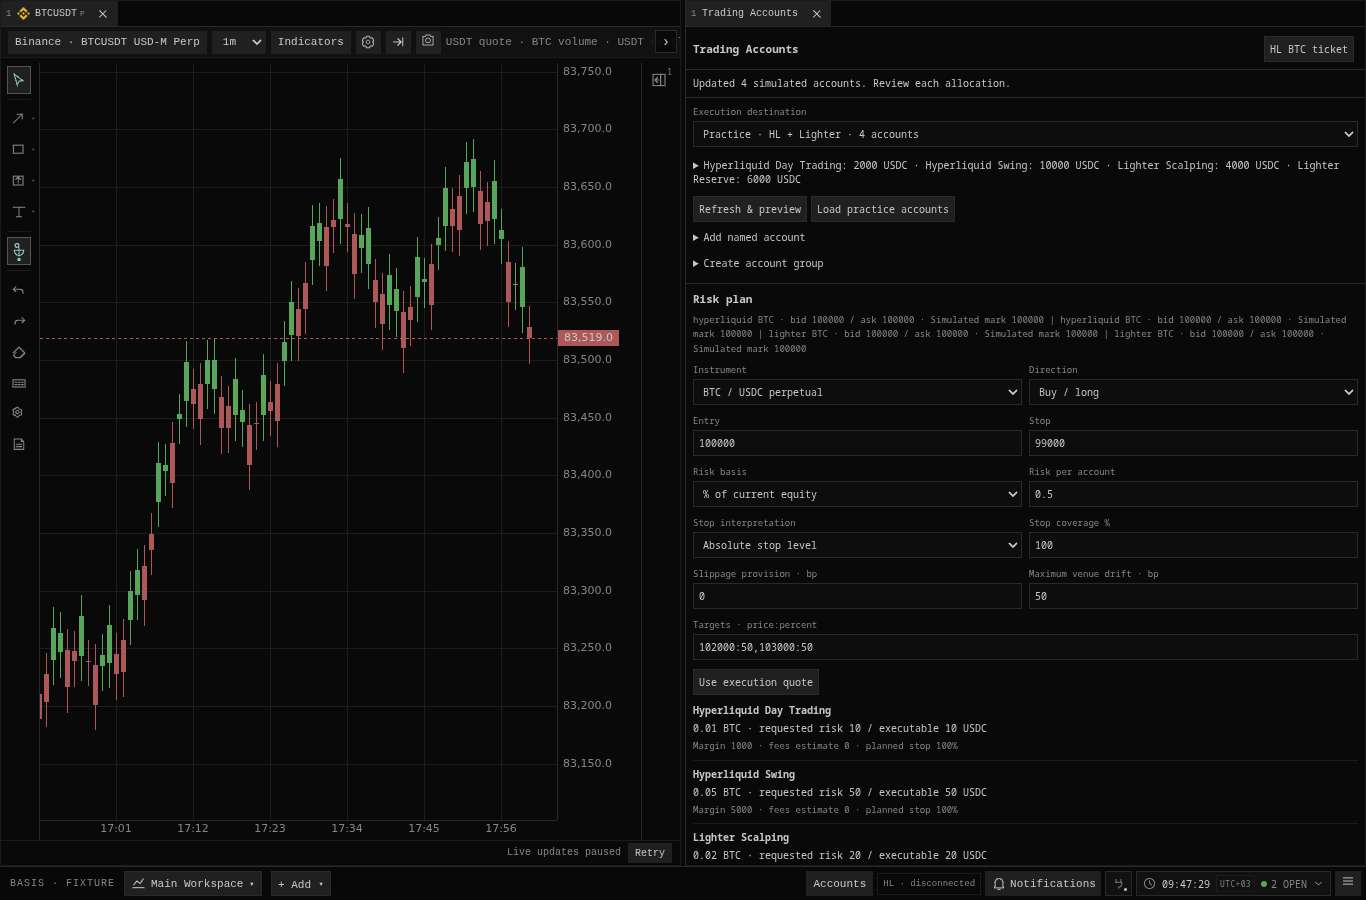 1 BTCUSDT P
Binance · BTCUSDT USD-M Perp 1m Indicators USDT quote · BTC volume · USDT
83,750.0
83,700.0
83,650.0
83,600.0
83,550.0
83,519.0
83,500.0
83,450.0
83,400.0
83,350.0
83,300.0
83,250.0
83,200.0
83,150.0
17:01 17:12 17:23 17:34 17:45 17:56
1
Live updates paused Retry
1 Trading Accounts
Trading Accounts HL BTC ticket
Updated 4 simulated accounts. Review each allocation.
Execution destination
Practice · HL + Lighter · 4 accounts
Hyperliquid Day Trading: 2000 USDC · Hyperliquid Swing: 10000 USDC · Lighter Scalping: 4000 USDC · Lighter
Reserve: 6000 USDC
Refresh & preview Load practice accounts
Add named account
Create account group
Risk plan
hyperliquid BTC · bid 100000 / ask 100000 · Simulated mark 100000 | hyperliquid BTC · bid 100000 / ask 100000 · Simulated
mark 100000 | lighter BTC · bid 100000 / ask 100000 · Simulated mark 100000 | lighter BTC · bid 100000 / ask 100000 ·
Simulated mark 100000
Instrument Direction
BTC / USDC perpetual Buy / long
Entry Stop
100000 99000
Risk basis Risk per account
% of current equity 0.5
Stop interpretation Stop coverage %
Absolute stop level 100
Slippage provision · bp Maximum venue drift · bp
0 50
Targets · price:percent
102000:50,103000:50
Use execution quote
Hyperliquid Day Trading
0.01 BTC · requested risk 10 / executable 10 USDC
Margin 1000 · fees estimate 0 · planned stop 100%
Hyperliquid Swing
0.05 BTC · requested risk 50 / executable 50 USDC
Margin 5000 · fees estimate 0 · planned stop 100%
Lighter Scalping
0.02 BTC · requested risk 20 / executable 20 USDC
BASIS · FIXTURE Main Workspace + Add Accounts HL · disconnected Notifications 09:47:29 UTC+03 2 OPEN